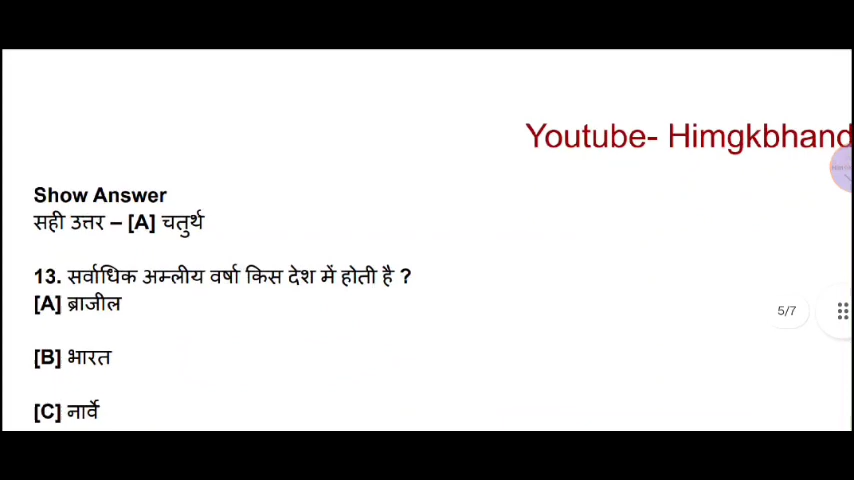 Youtube- Himgkbhand
Show Answer
सही उत्तर – [A] चतुर्थ
13. सर्वाधिक अम्लीय वर्षा किस देश में होती है ?
[A] ब्राजील
5/7
[B] भारत
[C] नार्वे